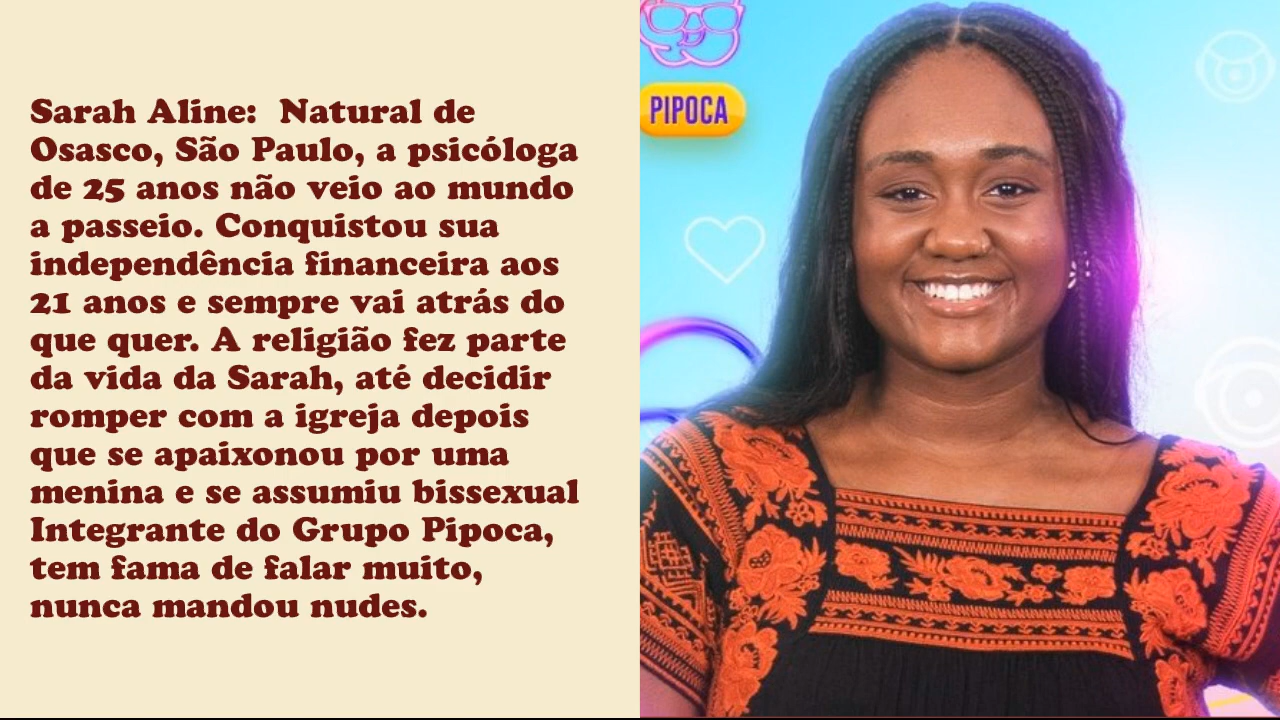 Sarah Aline:  Natural de
Osasco, São Paulo, a psicóloga
de 25 anos não veio ao mundo
a passeio. Conquistou sua
independência financeira aos
21 anos e sempre vai atrás do
que quer. A religião fez parte
da vida da Sarah, até decidir
romper com a igreja depois
que se apaixonou por uma
menina e se assumiu bissexual
Integrante do Grupo Pipoca,
tem fama de falar muito,
nunca mandou nudes.
PIPOCA